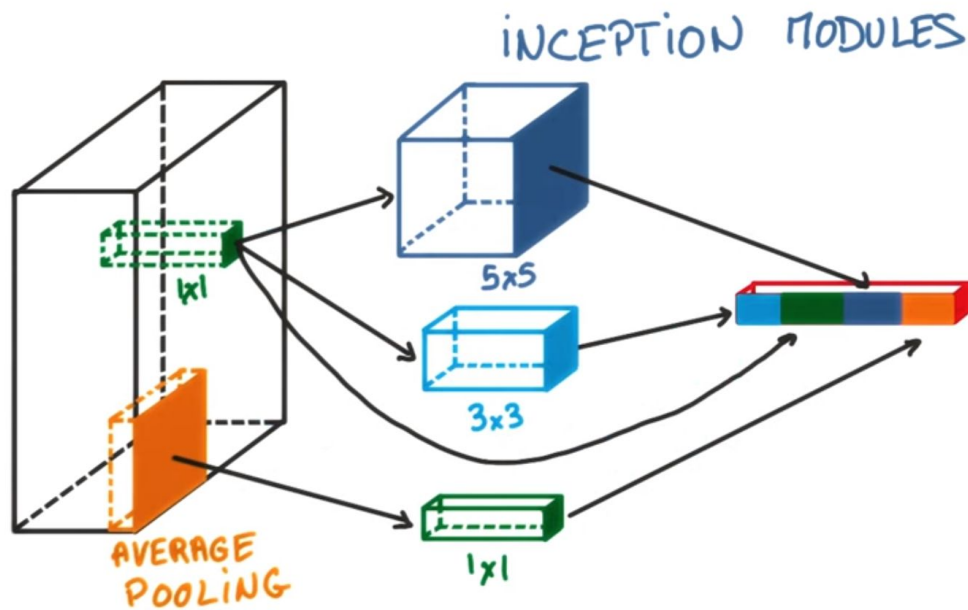 INCEPTION MODULES
1x1
5x5
3x3
AVERAGE
POOLING
1x1